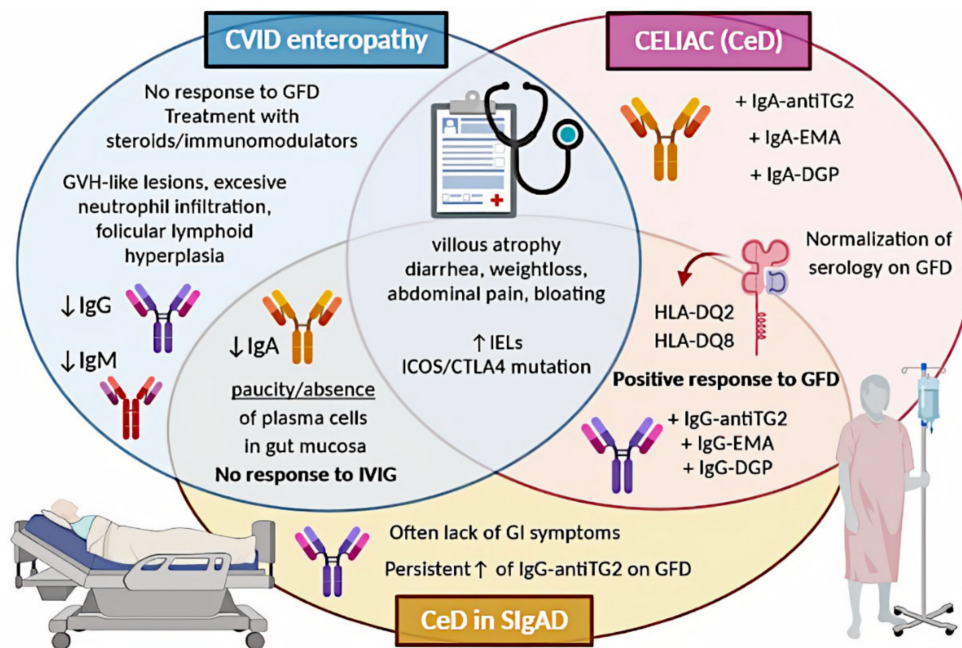 CVID enteropathy
CELIAC (CeD)
No response to GFD
Treatment with
steroids/immunomodulators
GVH-like lesions, excesive
neutrophil infiltration,
follicular lymphoid
hyperplasia
↓ IgG
↓ IgM
+ IgA-antiTG2
+ IgA-EMA
+ IgA-DGP
villous atrophy
diarrhea, weightloss,
abdominal pain, bloating
↑ IELs
ICOS/CTLA4 mutation
Normalization of
serology on GFD
HLA-DQ2
HLA-DQ8
Positive response to GFD
+ IgG-antiTG2
+ IgG-EMA
+ IgG-DGP
↓ IgA
paucity/absence
of plasma cells
in gut mucosa
No response to IVIG
Often lack of GI symptoms
Persistent ↑ of IgG-antiTG2 on GFD
CeD in SIgAD